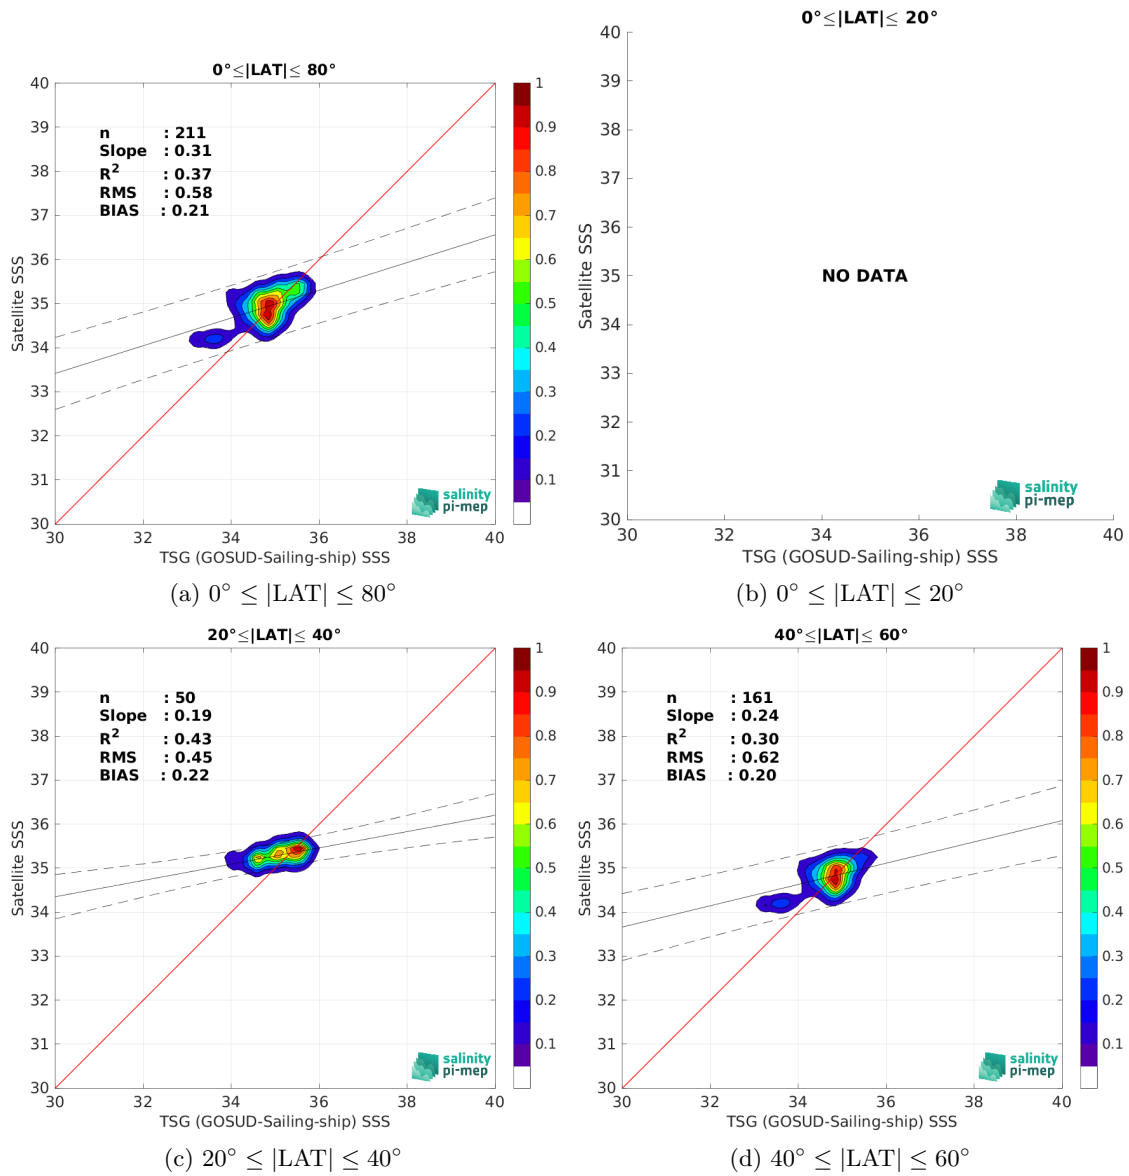 0°≤|LAT|≤ 80°
40
39
38
37
36
35
34
33
32
31
30
Satellite SSS
n : 211
Slope : 0.31
R² : 0.37
RMS : 0.58
BIAS : 0.21
salinity
pi-mep
30 32 34 36 38 40
TSG (GOSUD-Sailing-ship) SSS
1
0.9
0.8
0.7
0.6
0.5
0.4
0.3
0.2
0.1
(a) 0° ≤ |LAT| ≤ 80°
0°≤|LAT|≤ 20°
40
39
38
37
36
35
34
33
32
31
30
Satellite SSS
NO DATA
salinity
pi-mep
30 32 34 36 38 40
TSG (GOSUD-Sailing-ship) SSS
(b) 0° ≤ |LAT| ≤ 20°
20°≤|LAT|≤ 40°
40
39
38
37
36
35
34
33
32
31
30
Satellite SSS
n : 50
Slope : 0.19
R² : 0.43
RMS : 0.45
BIAS : 0.22
salinity
pi-mep
30 32 34 36 38 40
TSG (GOSUD-Sailing-ship) SSS
1
0.9
0.8
0.7
0.6
0.5
0.4
0.3
0.2
0.1
(c) 20° ≤ |LAT| ≤ 40°
40°≤|LAT|≤ 60°
40
39
38
37
36
35
34
33
32
31
30
Satellite SSS
n : 161
Slope : 0.24
R² : 0.30
RMS : 0.62
BIAS : 0.20
salinity
pi-mep
30 32 34 36 38 40
TSG (GOSUD-Sailing-ship) SSS
1
0.9
0.8
0.7
0.6
0.5
0.4
0.3
0.2
0.1
(d) 40° ≤ |LAT| ≤ 60°